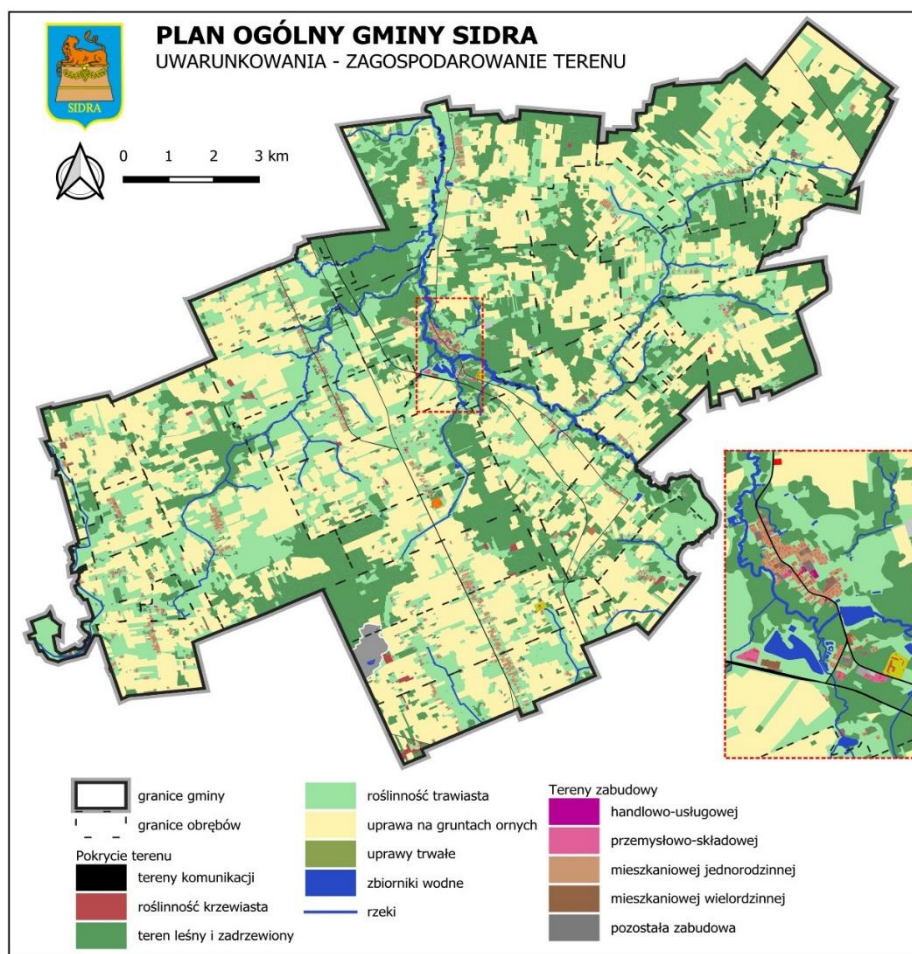 PLAN OGÓLNY GMINY SIDRA
UWARUNKOWANIA - ZAGOSPODAROWANIE TERENU
SIDRA
0 1 2 3 km
granice gminy
granice obrębów
Pokrycie terenu
tereny komunikacji
roślinność krzewiasta
teren leśny i zadrzewiony
roślinność trawiasta
uprawa na gruntach ornych
uprawy trwałe
zbiorniki wodne
rzeki
Tereny zabudowy
handlowo-usługowej
przemysłowo-składowej
mieszkaniowej jednorodzinnej
mieszkaniowej wielordzinnej
pozostała zabudowa